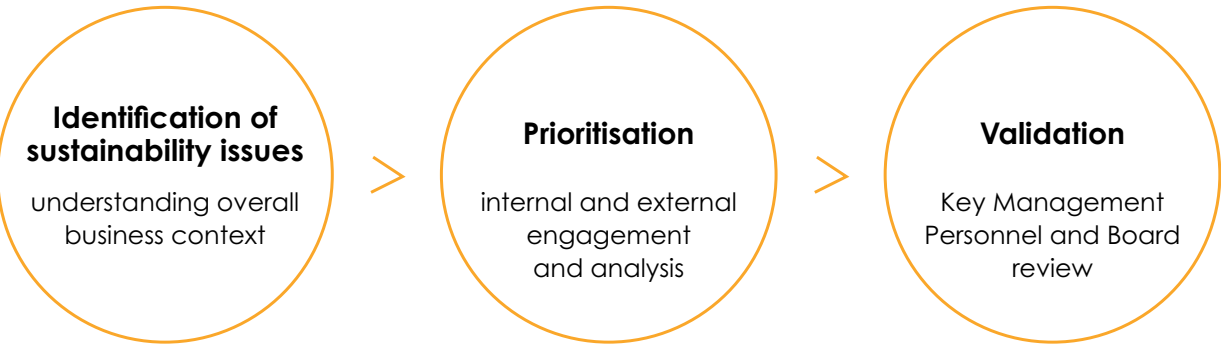 Identification of
sustainability issues
understanding overall
business context
>
Prioritisation
internal and external
engagement
and analysis
>
Validation
Key Management
Personnel and Board
review